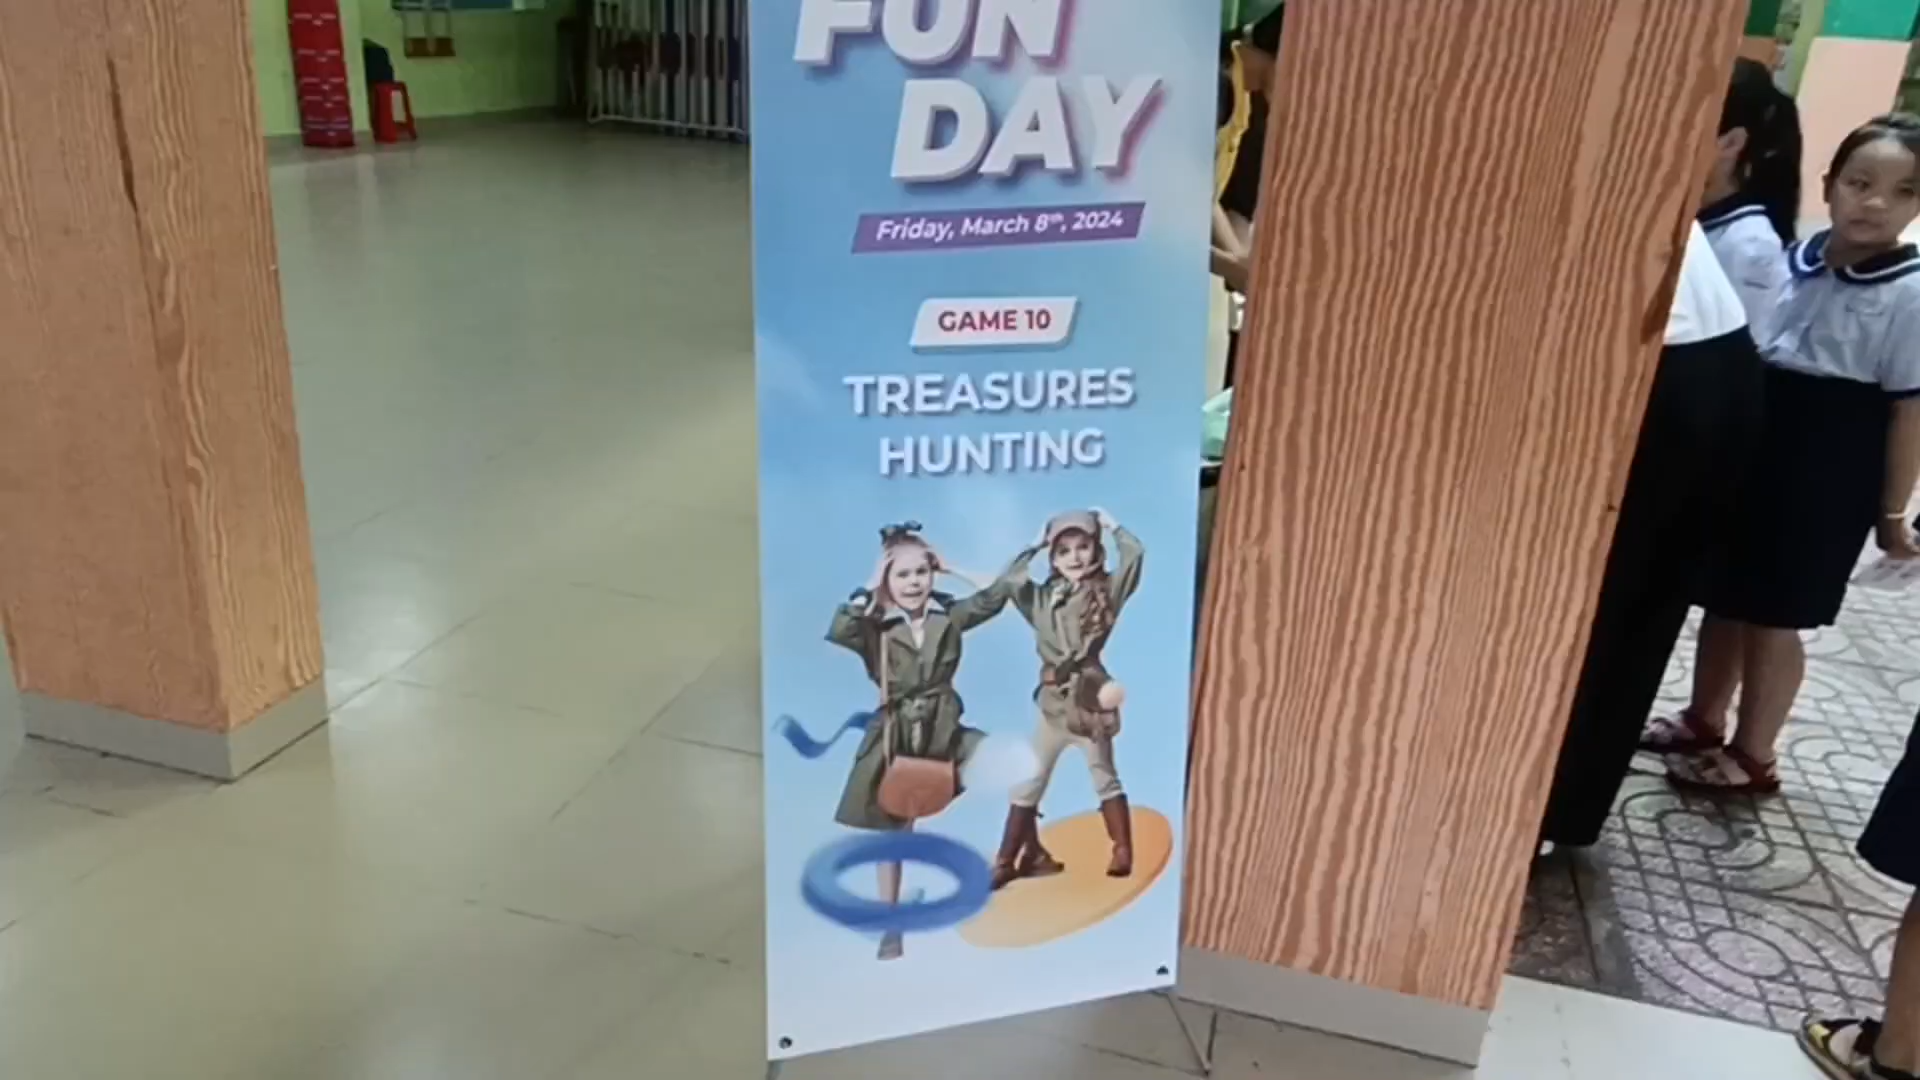 FUN
DAY
Friday, March 8th, 2024
GAME 10
TREASURES
HUNTING